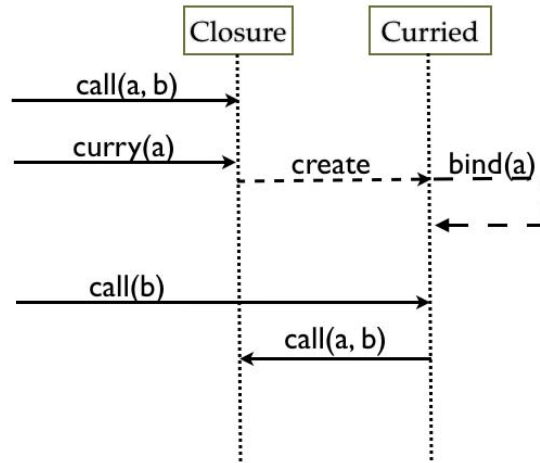 Closure
Curried
call(a, b)
curry(a)
create
bind(a)
call(b)
call(a, b)